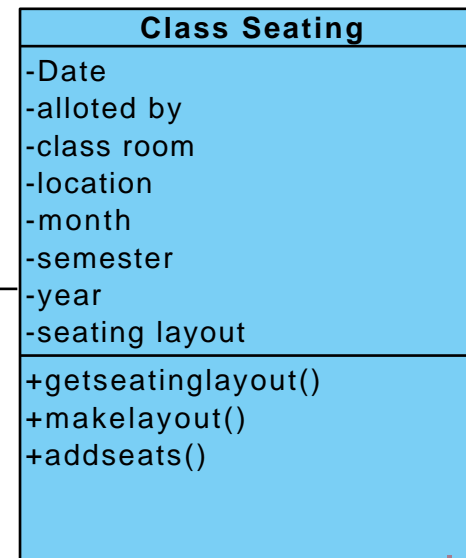 Class Seating
-Date
-alloted by
-class room
-location
-month
-semester
-year
-seating layout
+getseatinglayout()
+makelayout()
+addseats()